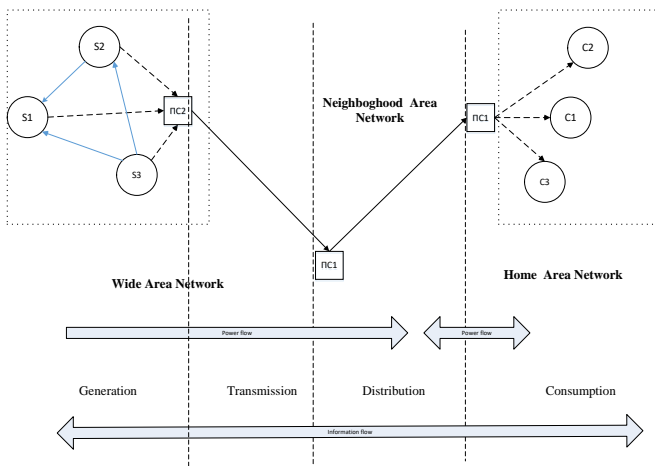 S2
C2
Neighboghood Area
Network
S1
ПС2
ПС1
C1
S3
C3
ПС1
Wide Area Network
Home Area Network
Power flow
Power flow
Generation
Transmission
Distribution
Consumption
Information flow